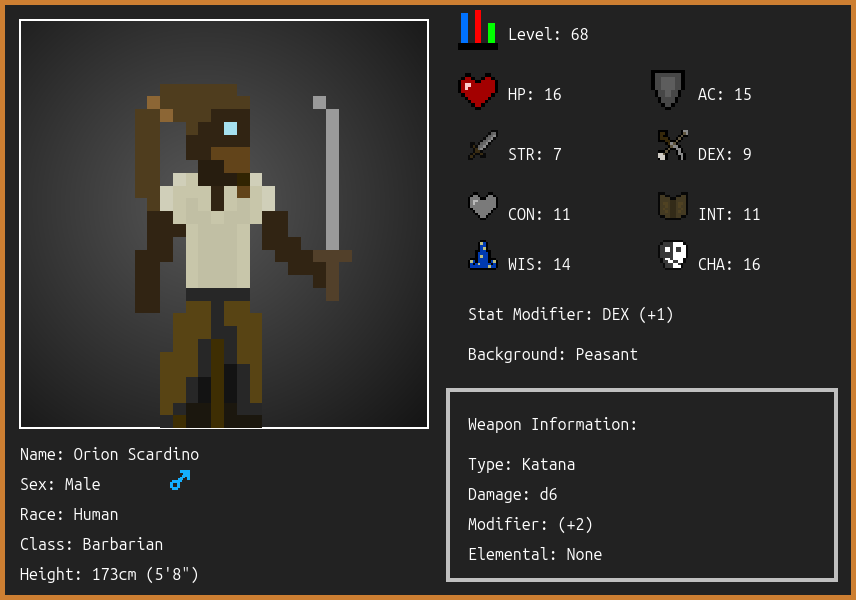 Level: 68
HP: 16
AC: 15
STR: 7
DEX: 9
CON: 11
INT: 11
WIS: 14
CHA: 16
Stat Modifier: DEX (+1)
Background: Peasant
Weapon Information:
Type: Katana
Damage: d6
Modifier: (+2)
Elemental: None
Name: Orion Scardino
Sex: Male
Race: Human
Class: Barbarian
Height: 173cm (5'8")